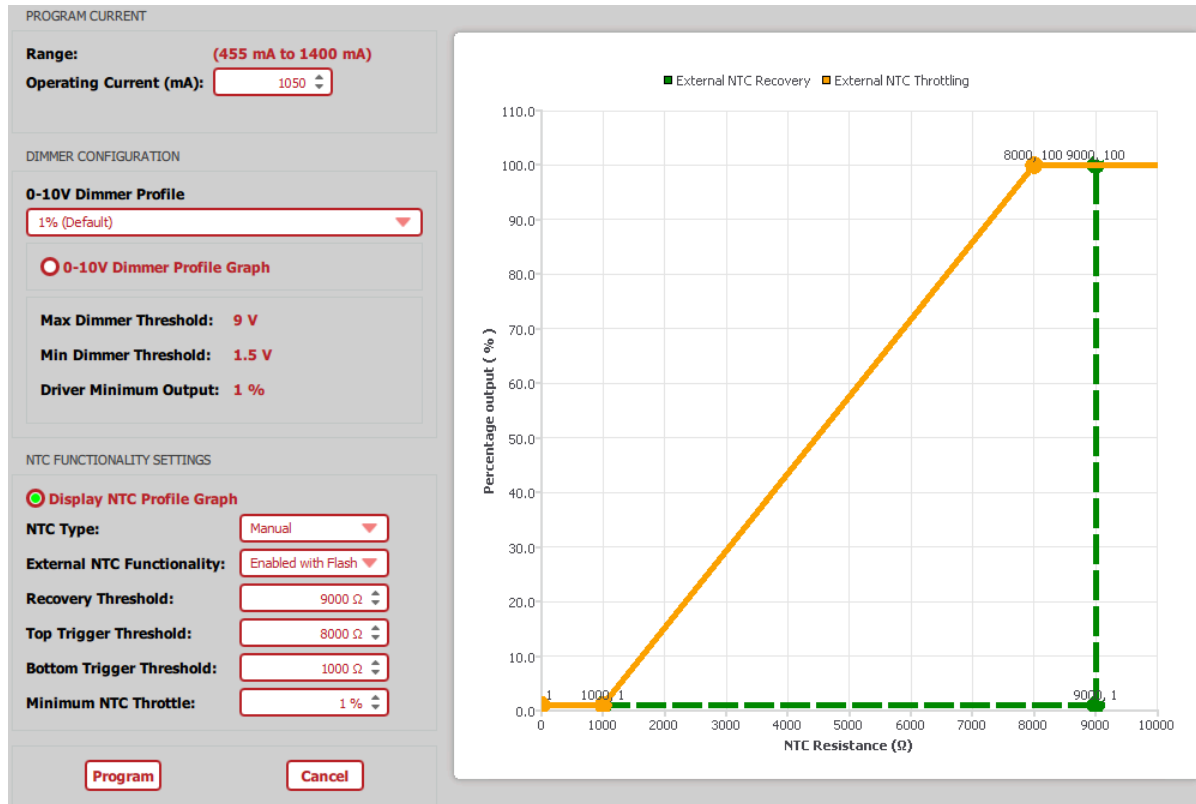 PROGRAM CURRENT
Range: (455 mA to 1400 mA)
Operating Current (mA): 1050
DIMMER CONFIGURATION
0-10V Dimmer Profile
1% (Default)
0-10V Dimmer Profile Graph
Max Dimmer Threshold: 9 V
Min Dimmer Threshold: 1.5 V
Driver Minimum Output: 1 %
NTC FUNCTIONALITY SETTINGS
Display NTC Profile Graph
NTC Type: Manual
External NTC Functionality: Enabled with Flash
Recovery Threshold: 9000 Ω
Top Trigger Threshold: 8000 Ω
Bottom Trigger Threshold: 1000 Ω
Minimum NTC Throttle: 1 %
Program Cancel
External NTC Recovery External NTC Throttling
110.0
100.0
90.0
80.0
70.0
60.0
50.0
40.0
30.0
20.0
10.0
0.0
Percentage output ( % )
8000, 100 9000, 100
1 1000, 1 9000, 1
0 1000 2000 3000 4000 5000 6000 7000 8000 9000 10000
NTC Resistance (Ω)